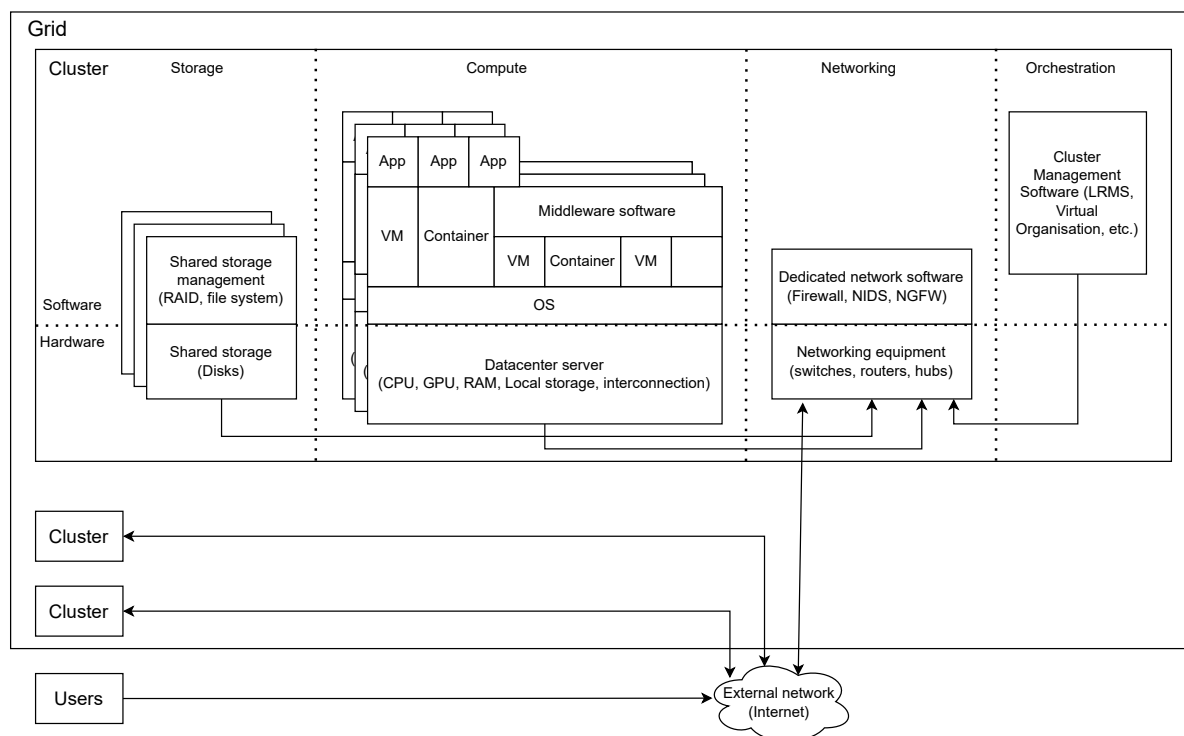 Grid
Cluster
Storage
Compute
Networking
Orchestration
App
App
App
VM
Container
Middleware software
VM
Container
VM
OS
Shared storage
management
(RAID, file system)
Dedicated network software
(Firewall, NIDS, NGFW)
Cluster
Management
Software (LRMS,
Virtual
Organisation, etc.)
Software
Hardware
Shared storage
(Disks)
Datacenter server
(CPU, GPU, RAM, Local storage, interconnection)
Networking equipment
(switches, routers, hubs)
Cluster
Cluster
Users
External network
(Internet)